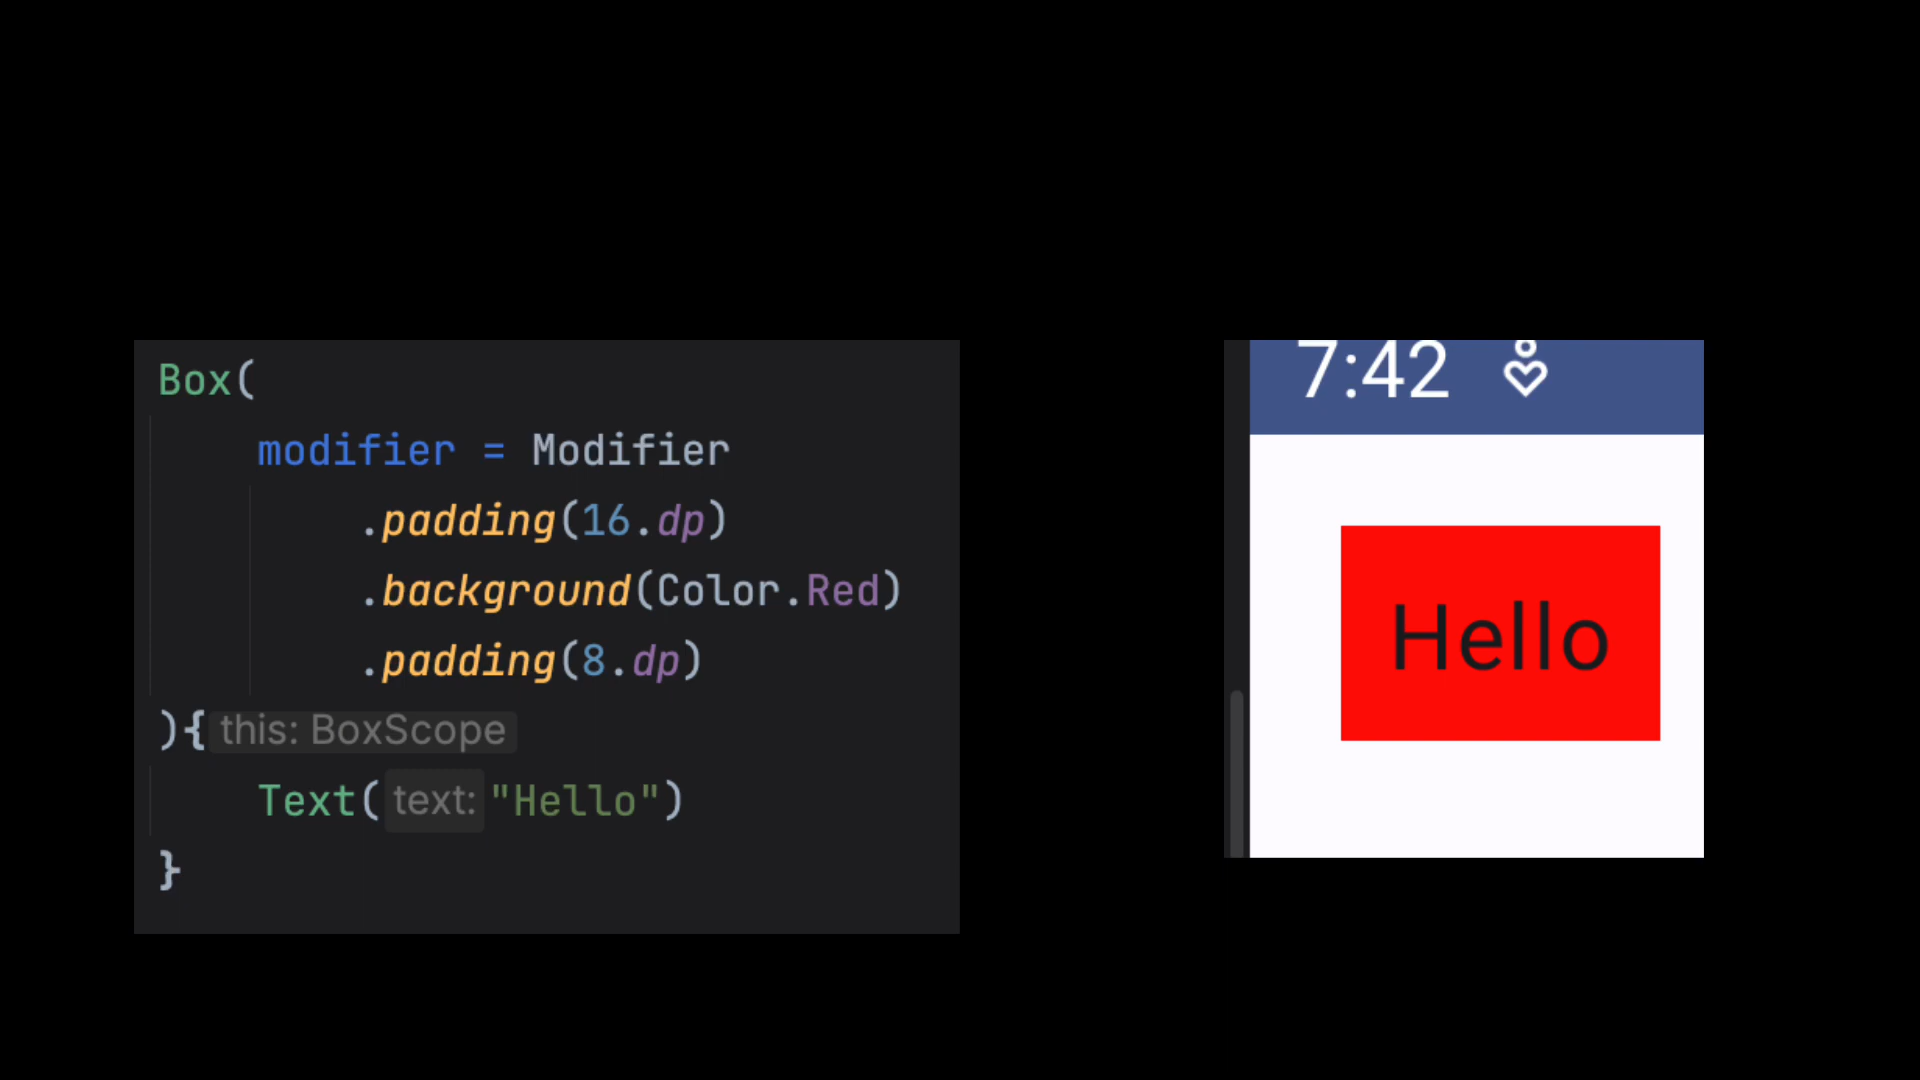 Box(
modifier = Modifier
.padding(16.dp)
.background(Color.Red)
.padding(8.dp)
){ this: BoxScope
Text( text: "Hello")
}
7:42
Hello